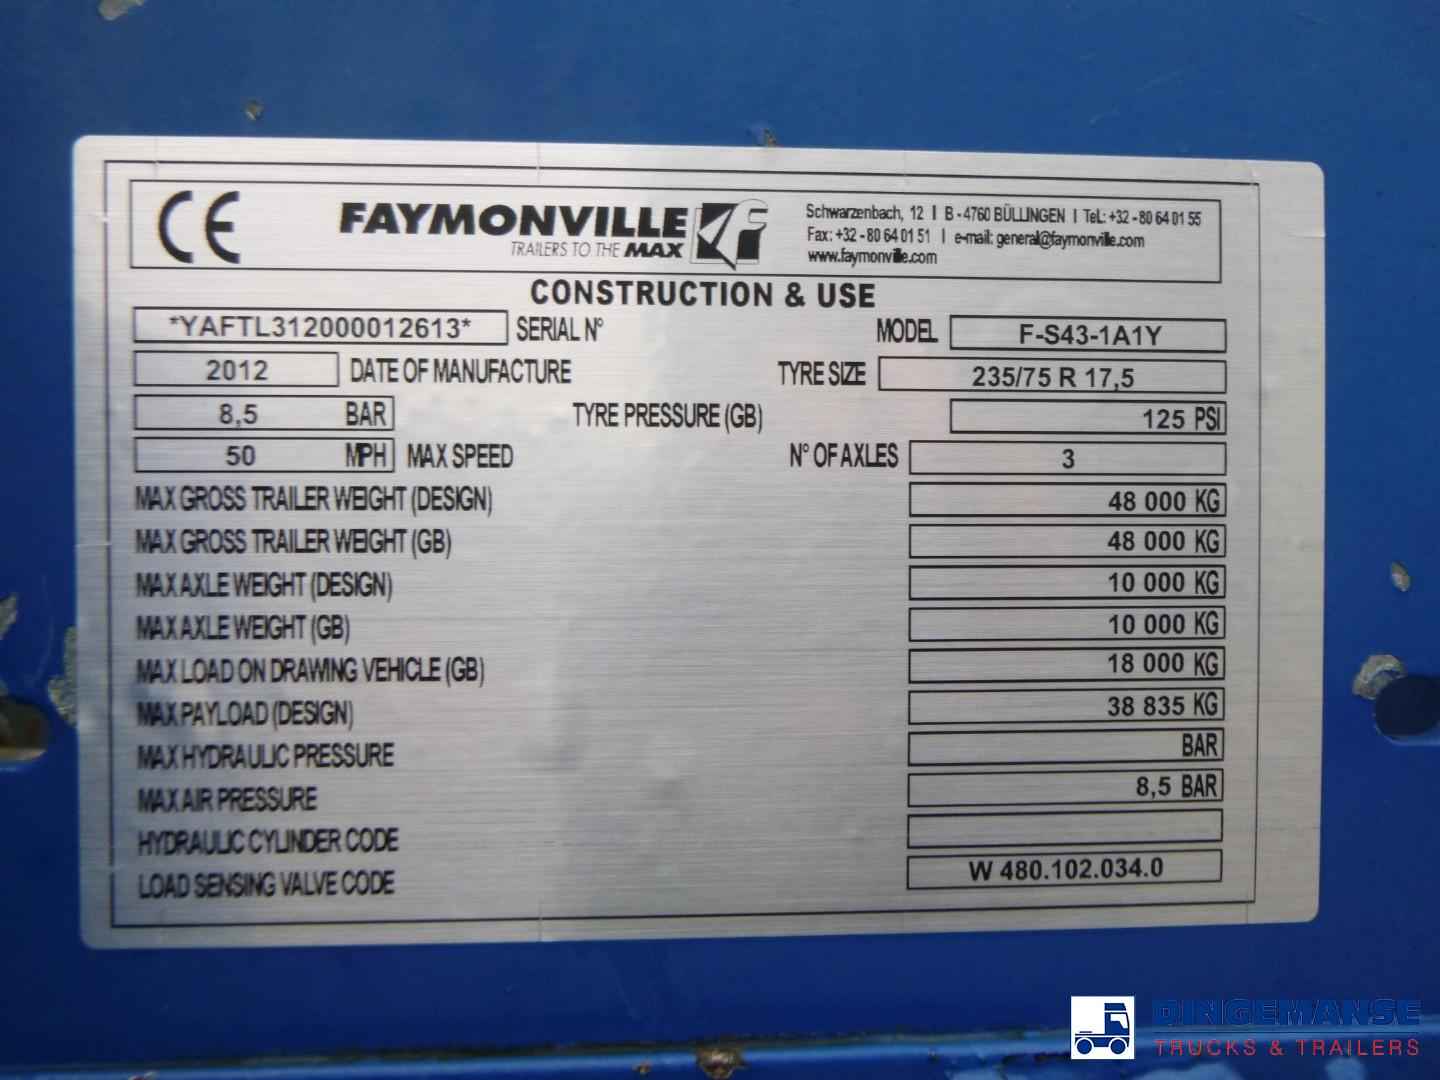 CE FAYMONVILLE Schwarzenbach, 12 I B - 4760 BÜLLINGEN I Tel.: +32 - 80 64 01 55
TRAILERS TO THE MAX Fax: +32 - 80 64 01 51 I e-mail: general@faymonville.com
www.faymonville.com
CONSTRUCTION & USE
*YAFTL312000012613* SERIAL N° MODEL F-S43-1A1Y
2012 DATE OF MANUFACTURE TYRE SIZE 235/75 R 17,5
8,5 BAR TYRE PRESSURE (GB) 125 PSI
50 MPH MAX SPEED N° OF AXLES 3
MAX GROSS TRAILER WEIGHT (DESIGN) 48 000 KG
MAX GROSS TRAILER WEIGHT (GB) 48 000 KG
MAX AXLE WEIGHT (DESIGN) 10 000 KG
MAX AXLE WEIGHT (GB) 10 000 KG
MAX LOAD ON DRAWING VEHICLE (GB) 18 000 KG
MAX PAYLOAD (DESIGN) 38 835 KG
MAX HYDRAULIC PRESSURE BAR
MAX AIR PRESSURE 8,5 BAR
HYDRAULIC CYLINDER CODE
LOAD SENSING VALVE CODE W 480.102.034.0
DINGEMANSE
TRUCKS & TRAILERS